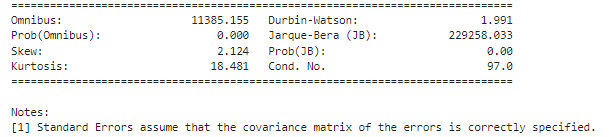 ==============================================================================
Omnibus: 11385.155 Durbin-Watson: 1.991
Prob(Omnibus): 0.000 Jarque-Bera (JB): 229258.033
Skew: 2.124 Prob(JB): 0.00
Kurtosis: 18.481 Cond. No. 97.0
==============================================================================
Notes:
[1] Standard Errors assume that the covariance matrix of the errors is correctly specified.